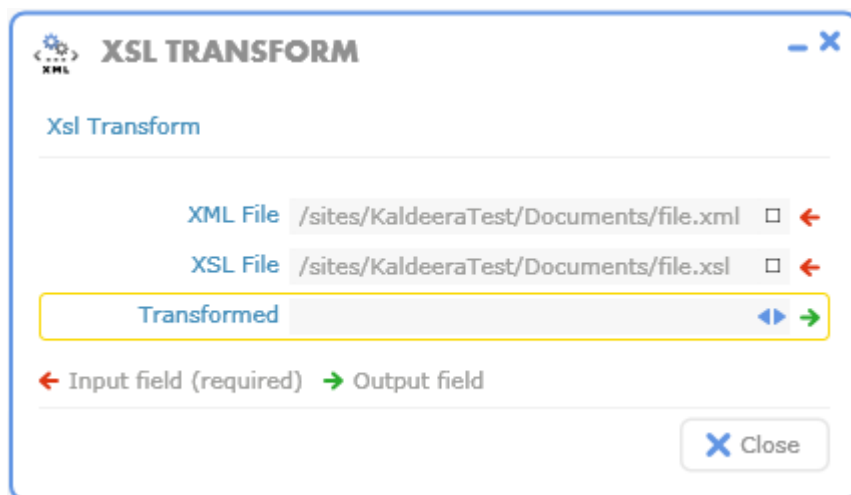 XML
XSL TRANSFORM
Xsl Transform
XML File /sites/KaldeeraTest/Documents/file.xml
XSL File /sites/KaldeeraTest/Documents/file.xsl
Transformed
Input field (required) Output field
Close